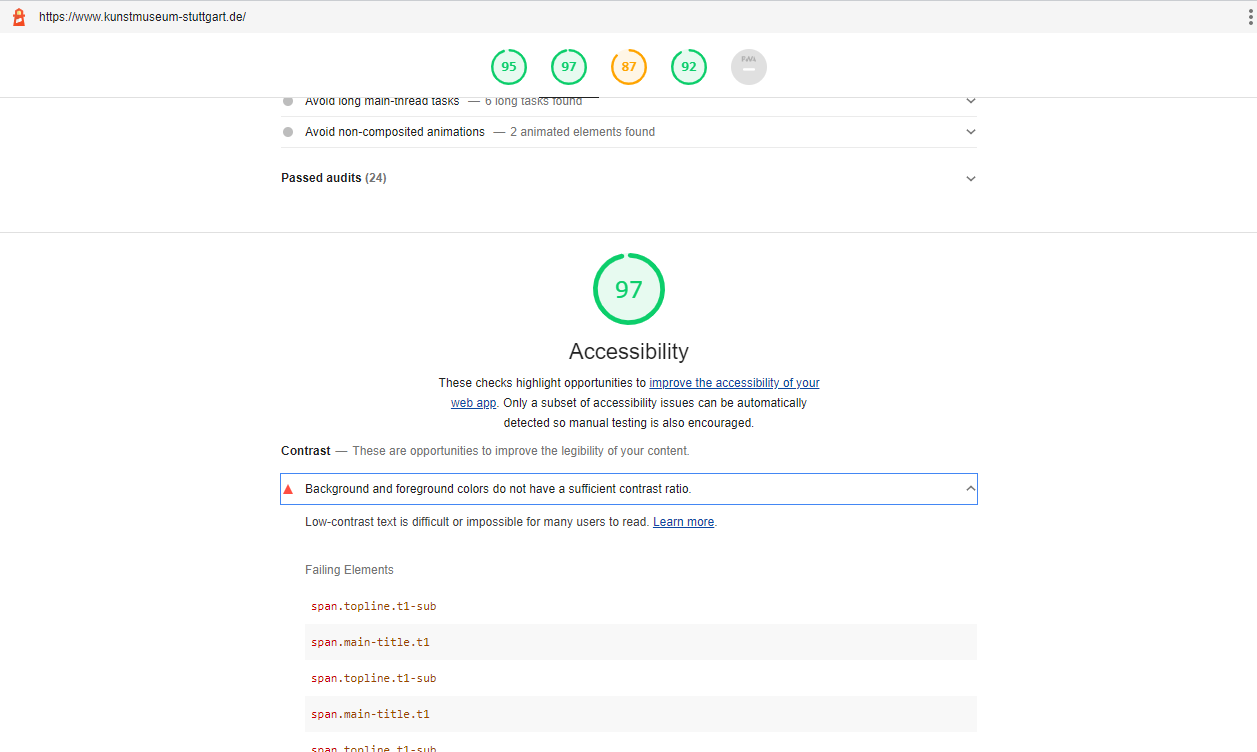 https://www.kunstmuseum-stuttgart.de/
95 97 87 92 PWA
Avoid long main-thread tasks — 6 long tasks found
Avoid non-composited animations — 2 animated elements found
Passed audits (24)
97
Accessibility
These checks highlight opportunities to improve the accessibility of your
web app. Only a subset of accessibility issues can be automatically
detected so manual testing is also encouraged.
Contrast — These are opportunities to improve the legibility of your content.
Background and foreground colors do not have a sufficient contrast ratio.
Low-contrast text is difficult or impossible for many users to read. Learn more.
Failing Elements
span.topline.t1-sub
span.main-title.t1
span.topline.t1-sub
span.main-title.t1
span.topline.t1-sub